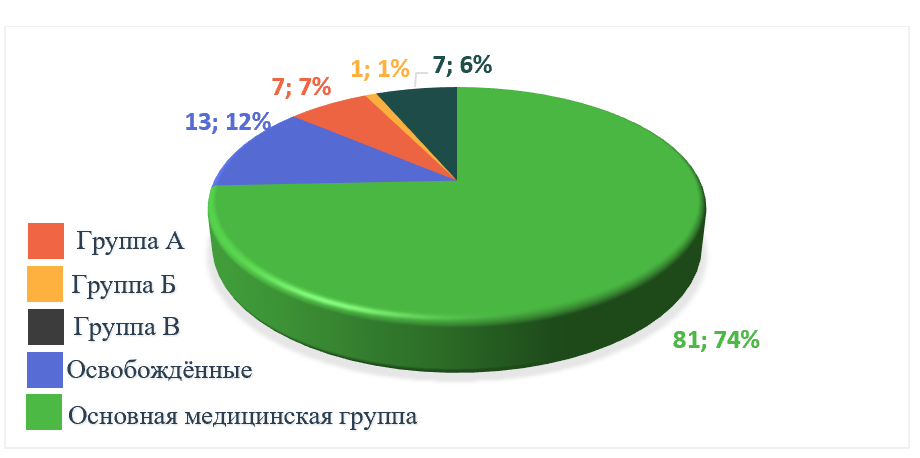 1; 1%
7; 6%
7; 7%
13; 12%
Группа А
Группа Б
Группа В
81; 74%
Освобождённые
Основная медицинская группа